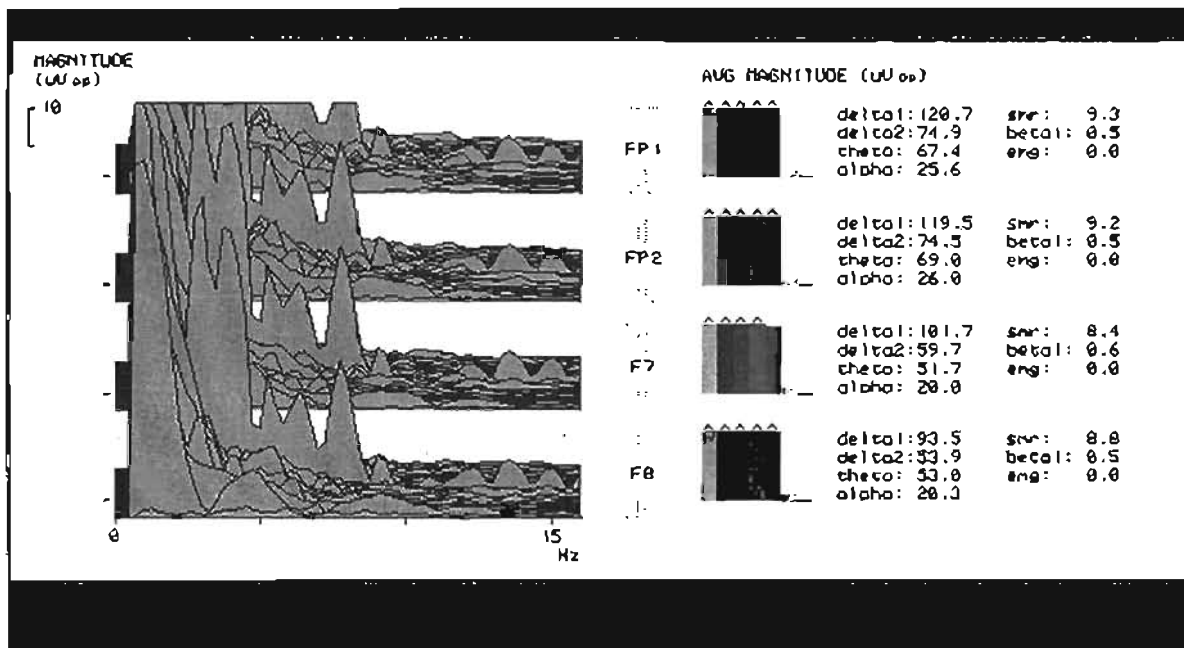 MAGNITUDE
(uV pp)
10
0
15
Hz
AVG MAGNITUDE (uV pp)
FP1
delta1: 120.7 smr: 9.3
delta2: 74.9 beta1: 0.5
theta: 67.4 emg: 0.0
alpha: 25.6
FP2
delta1: 119.5 smr: 9.2
delta2: 74.5 beta1: 0.5
theta: 69.0 emg: 0.0
alpha: 26.0
F7
delta1: 101.7 smr: 8.4
delta2: 59.7 beta1: 0.6
theta: 51.7 emg: 0.0
alpha: 20.0
F8
delta1: 93.5 smr: 8.8
delta2: 53.9 beta1: 0.5
theta: 53.0 emg: 0.0
alpha: 20.3